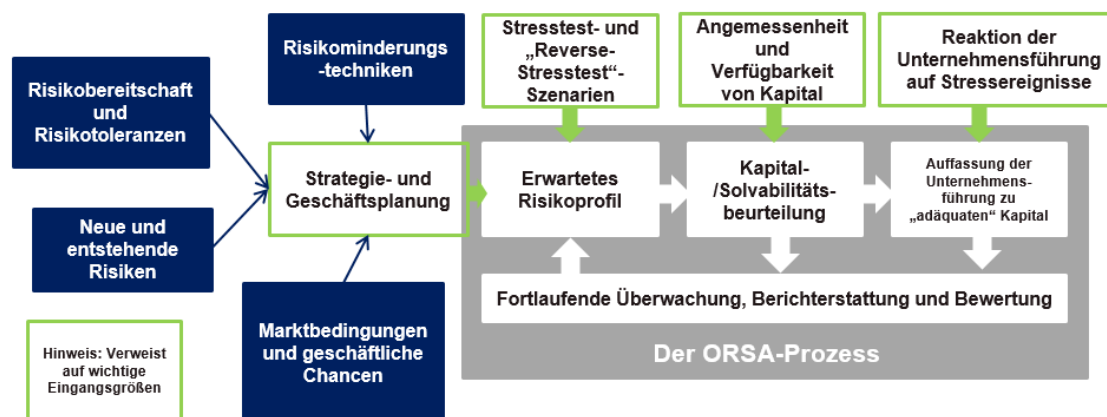 Risikobereitschaft
und
Risikotoleranzen
Neue und
entstehende
Risiken
Hinweis: Verweist
auf wichtige
Eingangsgrößen
Risikominderungs
-techniken
Strategie- und
Geschäftsplanung
Marktbedingungen
und geschäftliche
Chancen
Stresstest- und
„Reverse-
Stresstest“-
Szenarien
Angemessenheit
und
Verfügbarkeit
von Kapital
Reaktion der
Unternehmensführung
auf Stressereignisse
Erwartetes
Risikoprofil
Kapital-
/Solvabilitäts-
beurteilung
Auffassung der
Unternehmens-
führung zu
„adäquaten“ Kapital
Fortlaufende Überwachung, Berichterstattung und Bewertung
Der ORSA-Prozess